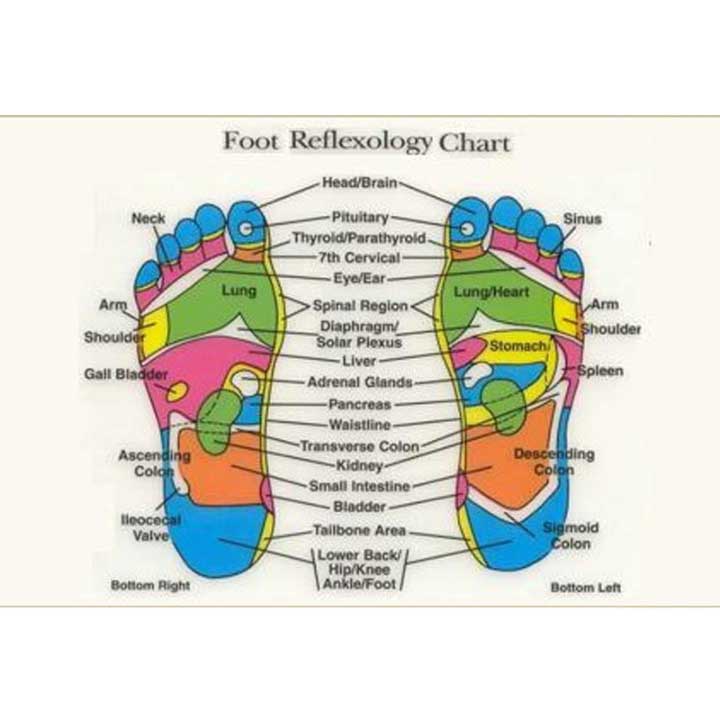 Foot Reflexology Chart
Head/Brain
Neck
Pituitary
Sinus
Thyroid/Parathyroid
7th Cervical
Eye/Ear
Lung
Lung/Heart
Arm
Spinal Region
Arm
Shoulder
Diaphragm/
Solar Plexus
Shoulder
Stomach
Liver
Gall Bladder
Adrenal Glands
Spleen
Pancreas
Waistline
Transverse Colon
Ascending
Colon
Kidney
Descending
Colon
Small Intestine
Bladder
Ileocecal
Valve
Tailbone Area
Sigmoid
Colon
Lower Back/
Hip/Knee
Ankle/Foot
Bottom Right
Bottom Left